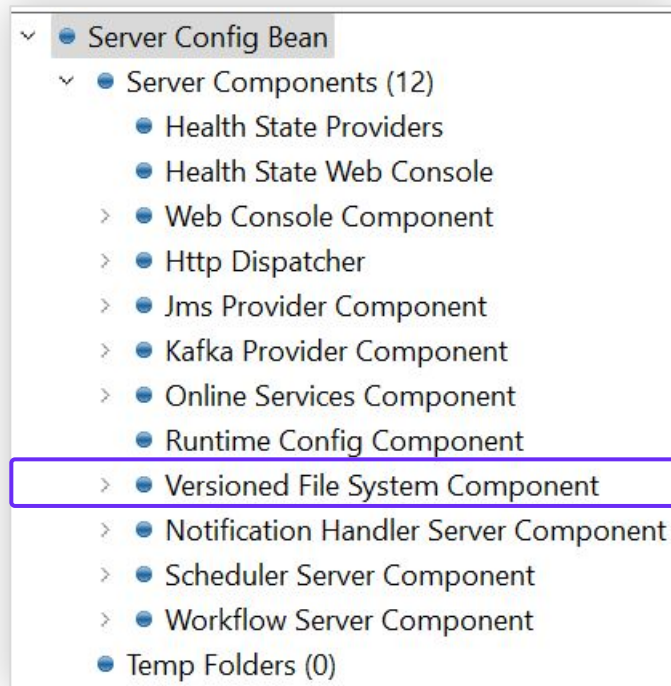 Server Config Bean
Server Components (12)
Health State Providers
Health State Web Console
Web Console Component
Http Dispatcher
Jms Provider Component
Kafka Provider Component
Online Services Component
Runtime Config Component
Versioned File System Component
Notification Handler Server Component
Scheduler Server Component
Workflow Server Component
Temp Folders (0)